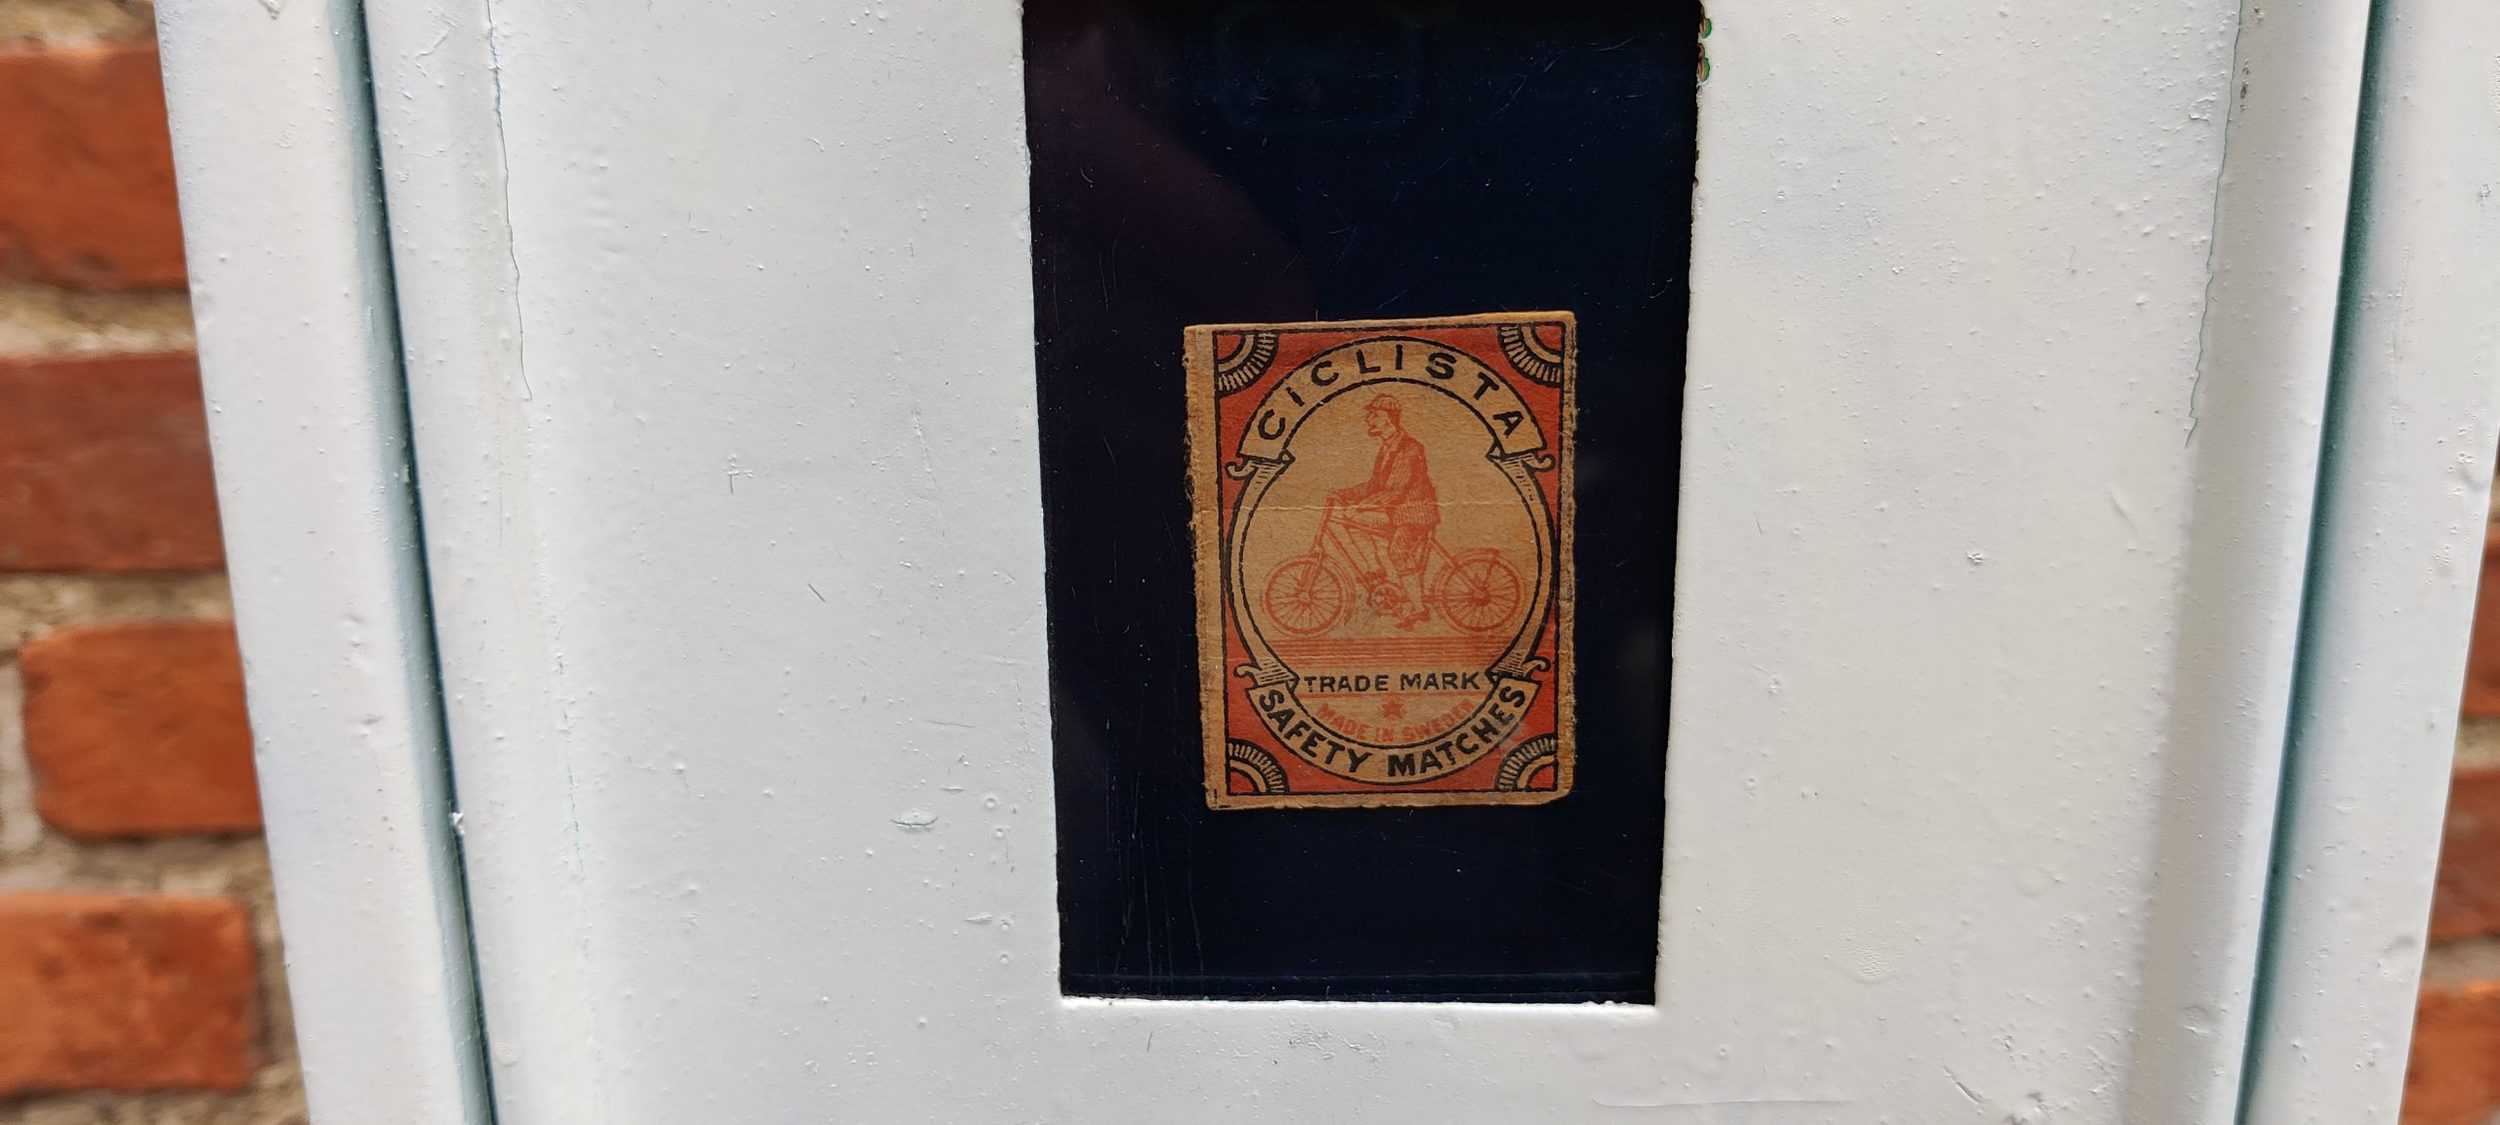 CICLISTA
TRADE MARK
MADE IN SWEDEN
SAFETY MATCHES